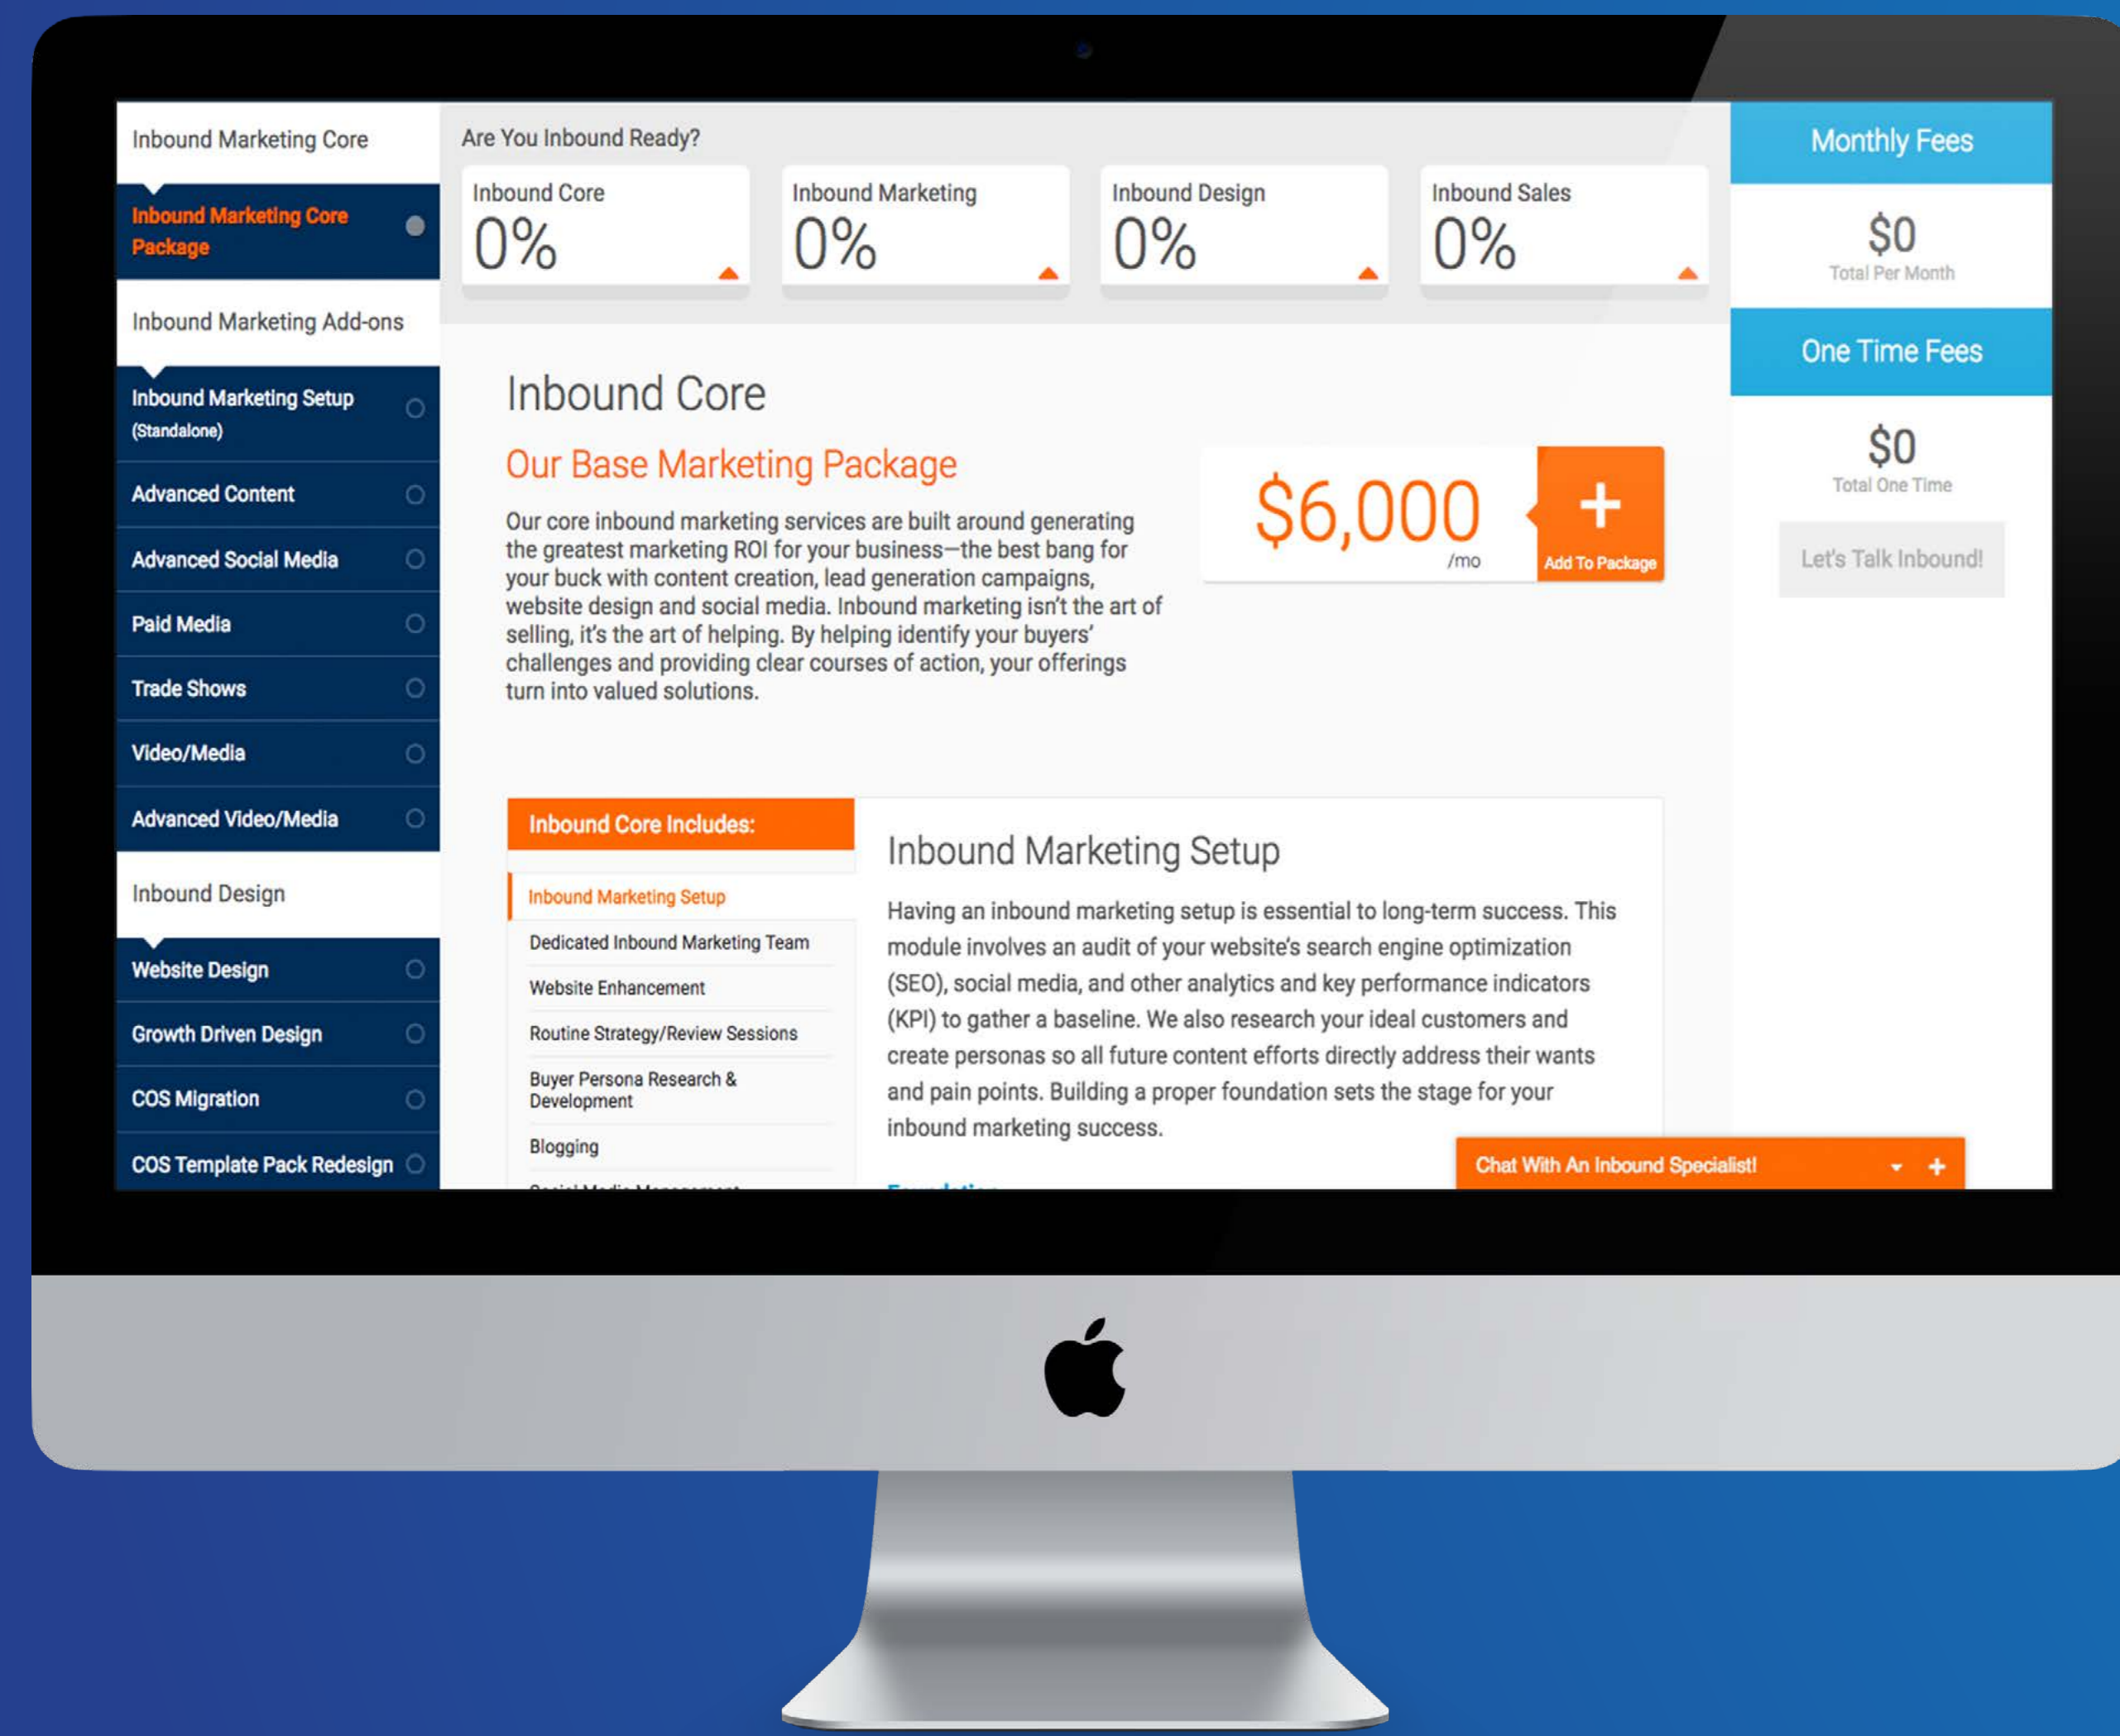 Inbound Marketing Core
Inbound Marketing Core
Package
Inbound Marketing Add-ons
Inbound Marketing Setup
(Standalone)
Advanced Content
Advanced Social Media
Paid Media
Trade Shows
Video/Media
Advanced Video/Media
Inbound Design
Website Design
Growth Driven Design
COS Migration
COS Template Pack Redesign
Are You Inbound Ready?
Inbound Core
0%
Inbound Marketing
0%
Inbound Design
0%
Inbound Sales
0%
Inbound Core
Our Base Marketing Package
Our core inbound marketing services are built around generating
the greatest marketing ROI for your business—the best bang for
your buck with content creation, lead generation campaigns,
website design and social media. Inbound marketing isn't the art of
selling, it's the art of helping. By helping identify your buyers'
challenges and providing clear courses of action, your offerings
turn into valued solutions.
$6,000
/mo
+
Add To Package
Inbound Core Includes:
Inbound Marketing Setup
Dedicated Inbound Marketing Team
Website Enhancement
Routine Strategy/Review Sessions
Buyer Persona Research &
Development
Blogging
Inbound Marketing Setup
Having an inbound marketing setup is essential to long-term success. This
module involves an audit of your website's search engine optimization
(SEO), social media, and other analytics and key performance indicators
(KPI) to gather a baseline. We also research your ideal customers and
create personas so all future content efforts directly address their wants
and pain points. Building a proper foundation sets the stage for your
inbound marketing success.
Chat With An Inbound Specialist!
Monthly Fees
$0
Total Per Month
One Time Fees
$0
Total One Time
Let's Talk Inbound!